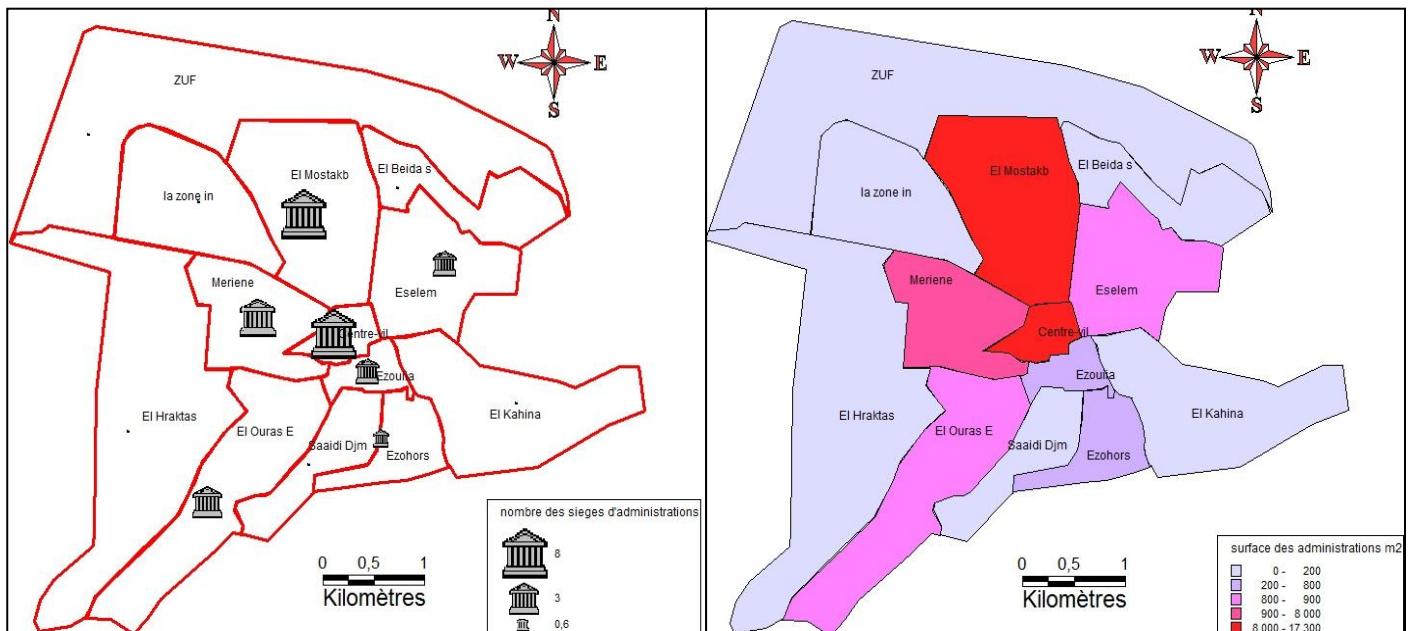 N
W E
S
ZUF
la zone in
El Mostakb
El Beida s
Meriene
Eselem
Centre-vil
Ezouha
El Hraktas
El Ouras E
Saaidi Djm
Ezohors
El Kahina
0 0,5 1
Kilomètres
nombre des sieges d'administrations
8
3
0,6
N
W E
S
ZUF
la zone in
El Mostakb
El Beida s
Meriene
Eselem
Centre-vil
El Hraktas
El Ouras E
Saaidi Djm
Ezohors
El Kahina
0 0,5 1
Kilomètres
surface des administrations m2
0 - 200
200 - 800
800 - 900
900 - 8 000
8 000 - 17 300